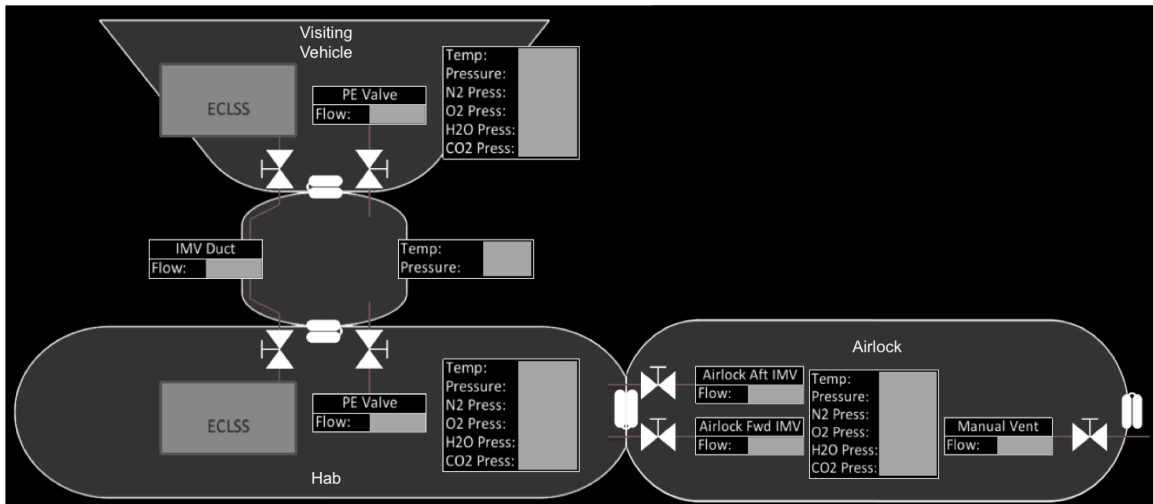 Visiting
Vehicle
ECLSS
PE Valve
Flow:
Temp:
Pressure:
N2 Press:
O2 Press:
H2O Press:
CO2 Press:
IMV Duct
Flow:
Temp:
Pressure:
ECLSS
PE Valve
Flow:
Temp:
Pressure:
N2 Press:
O2 Press:
H2O Press:
CO2 Press:
Hab
Airlock
Airlock Aft IMV
Flow:
Airlock Fwd IMV
Flow:
Temp:
Pressure:
N2 Press:
O2 Press:
H2O Press:
CO2 Press:
Manual Vent
Flow: